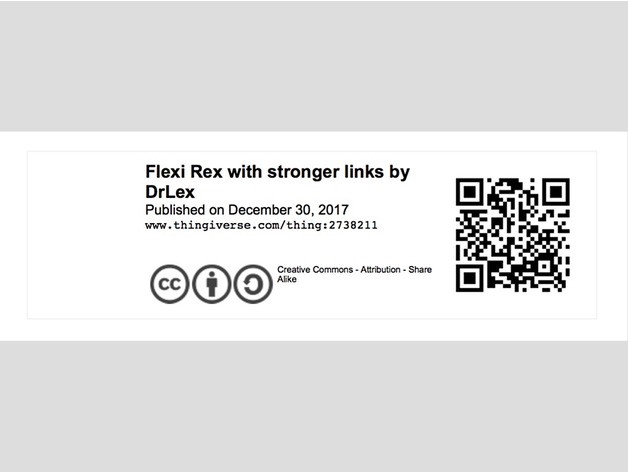 Flexi Rex with stronger links by
DrLex
Published on December 30, 2017
www.thingiverse.com/thing:2738211
cc
Creative Commons - Attribution - Share
Alike